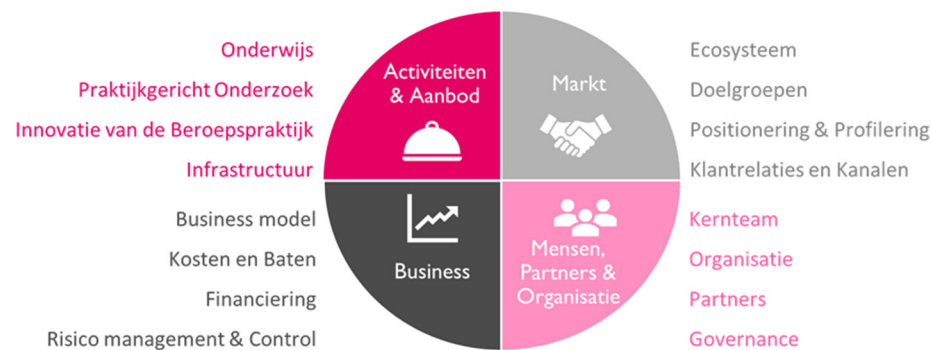 Onderwijs
Praktijkgericht Onderzoek
Innovatie van de Beroepspraktijk
Infrastructuur
Activiteiten
& Aanbod
Markt
Ecosysteem
Doelgroepen
Positionering & Profilering
Klantrelaties en Kanalen
Business model
Kosten en Baten
Financiering
Risico management & Control
Business
Mensen,
Partners &
Organisatie
Kernteam
Organisatie
Partners
Governance